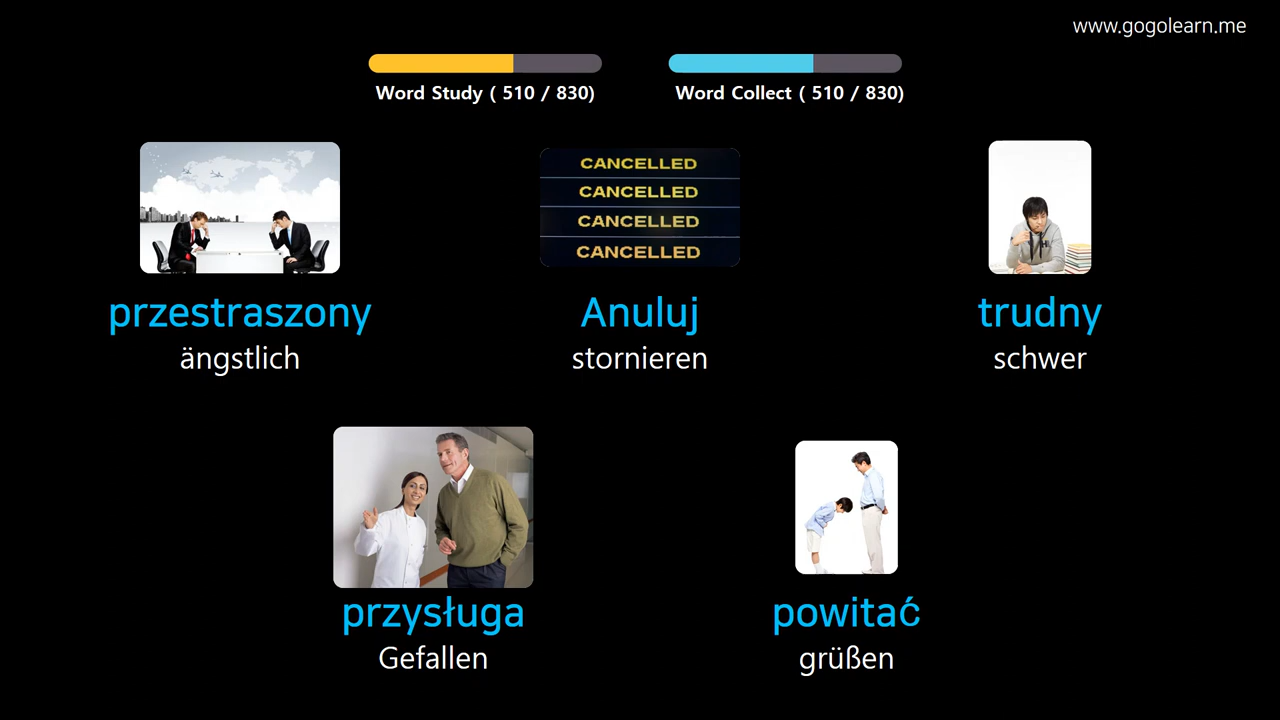 www.gogolearn.me
Word Study ( 510 / 830)
Word Collect ( 510 / 830)
CANCELLED
CANCELLED
CANCELLED
CANCELLED
przestraszony
Anuluj
trudny
ängstlich
stornieren
schwer
przysługa
powitać
Gefallen
grüßen